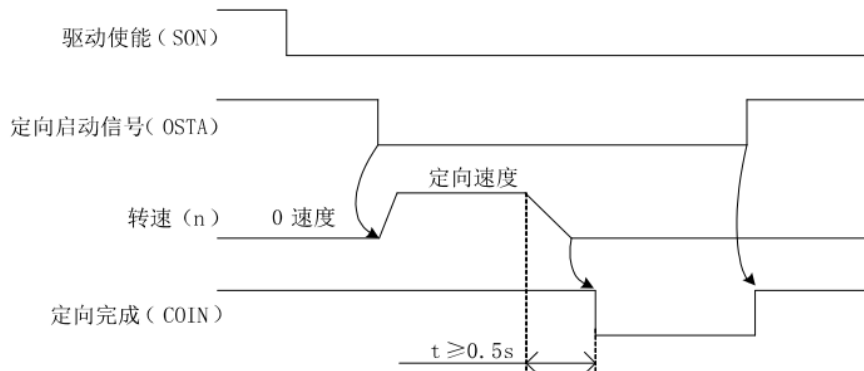 驱动使能（SON）
定向启动信号（OSTA）
定向速度
转速（n） 0 速度
定向完成（COIN）
t≥0.5s